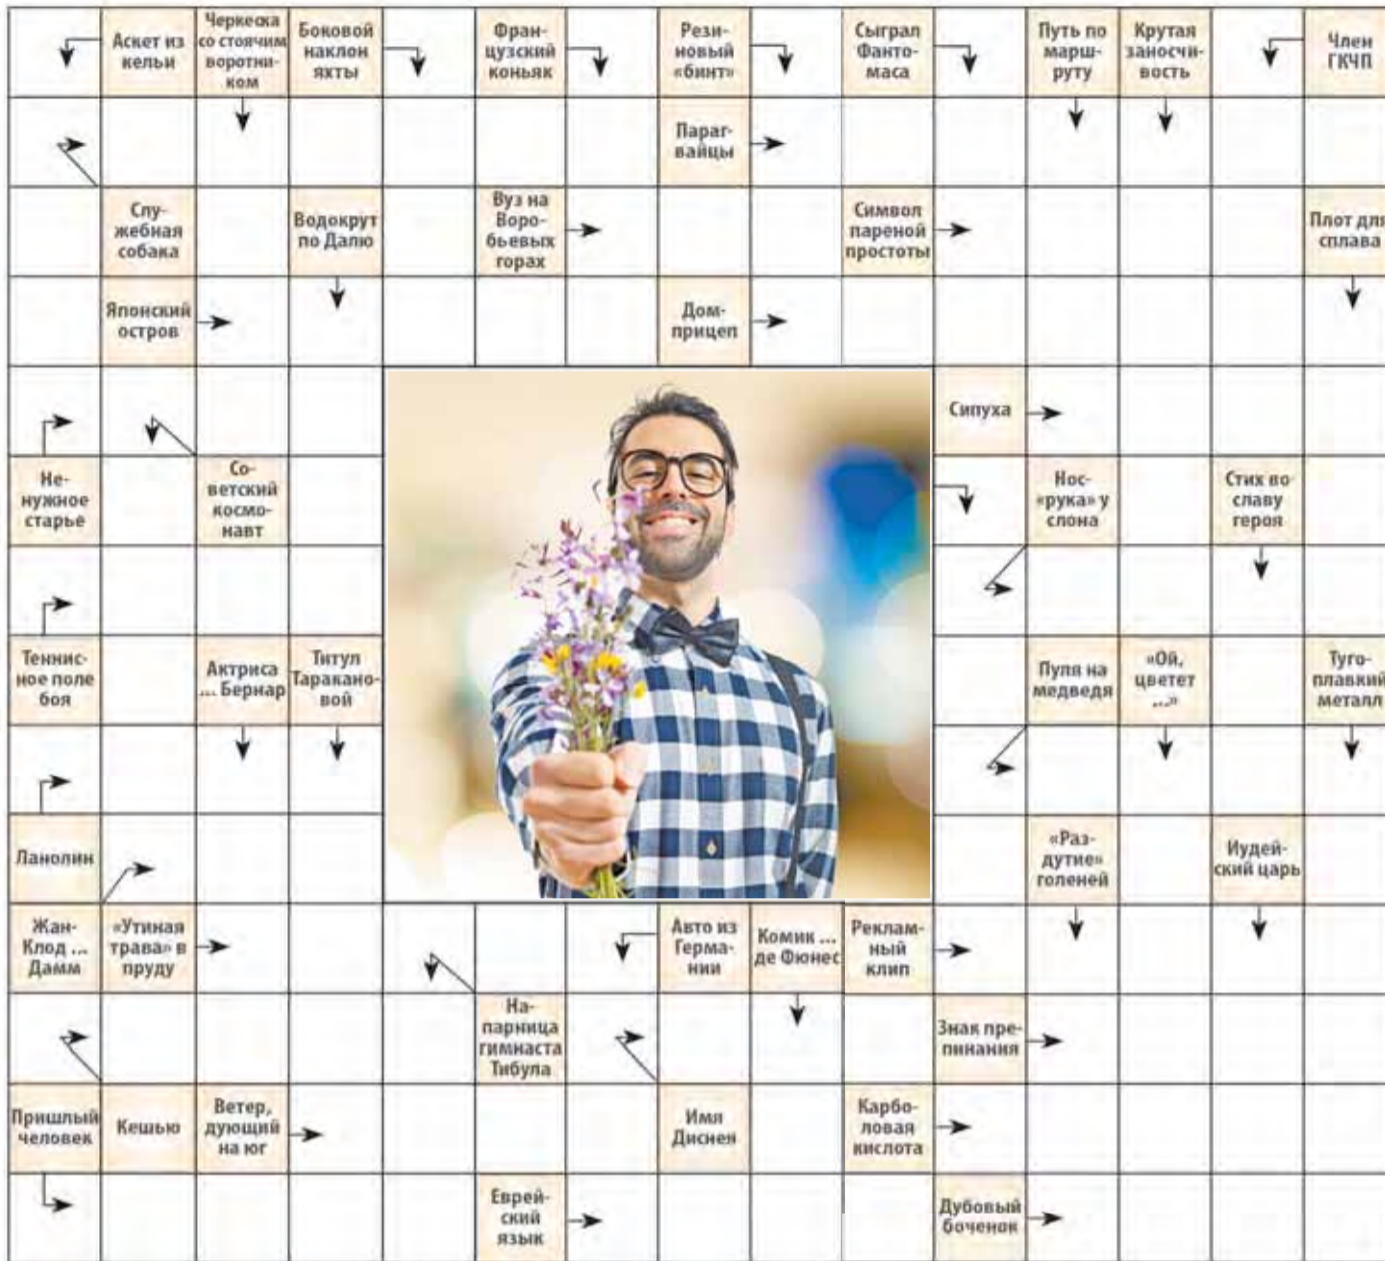 Аскет из
кельи
Черкеска
со стоячим
воротни-
ком
Боковой
наклон
яхты
Фран-
цузский
коньяк
Рези-
новый
«бинт»
Сыграл
Фанто-
маса
Путь по
марш-
руту
Крутая
заносчи-
вость
Член
ГКЧП
Параг-
вайцы
Слу-
жебная
собака
Водокрут
по Далю
Вуз на
Воро-
бьевых
горах
Символ
пареной
простоты
Плот для
сплава
Японский
остров
Дом-
прицеп
Сипуха
Не-
нужное
старье
Со-
ветский
космо-
навт
Нос-
«рука» у
слона
Стих во
славу
героя
Теннис-
ное поле
боя
Актриса
... Бернар
Титул
Таракано-
вой
Пуля на
медведя
«Ой,
цветет
...»
Туго-
плавкий
металл
Ланолин
«Раз-
дутие»
голеней
Иудей-
ский царь
Жан-
Клод ...
Дамм
«Утиная
трава» в
пруду
Авто из
Герма-
нии
Комик ...
де Фюнес
Реклам-
ный
клип
На-
парница
гимнаста
Тибула
Знак пре-
пинания
Пришлый
человек
Кешью
Ветер,
дующий
на юг
Имя
Диснея
Карбо-
ловая
кислота
Еврей-
ский
язык
Дубовый
боченок